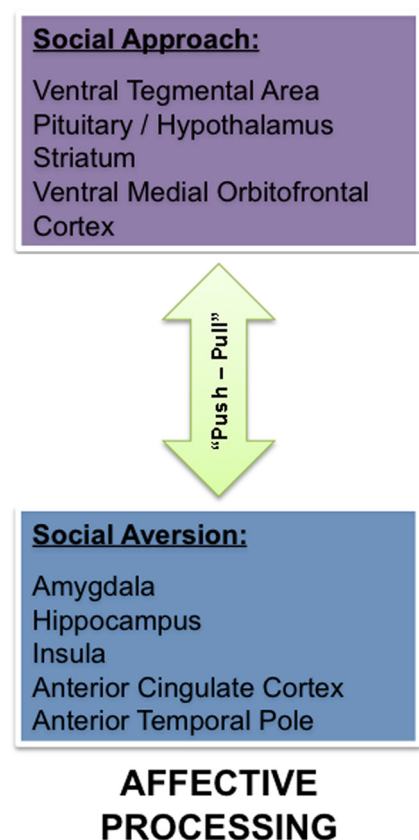 Social Approach:
Ventral Tegmental Area
Pituitary / Hypothalamus
Striatum
Ventral Medial Orbitofrontal
Cortex
“Push – Pull”
Social Aversion:
Amygdala
Hippocampus
Insula
Anterior Cingulate Cortex
Anterior Temporal Pole
AFFECTIVE
PROCESSING